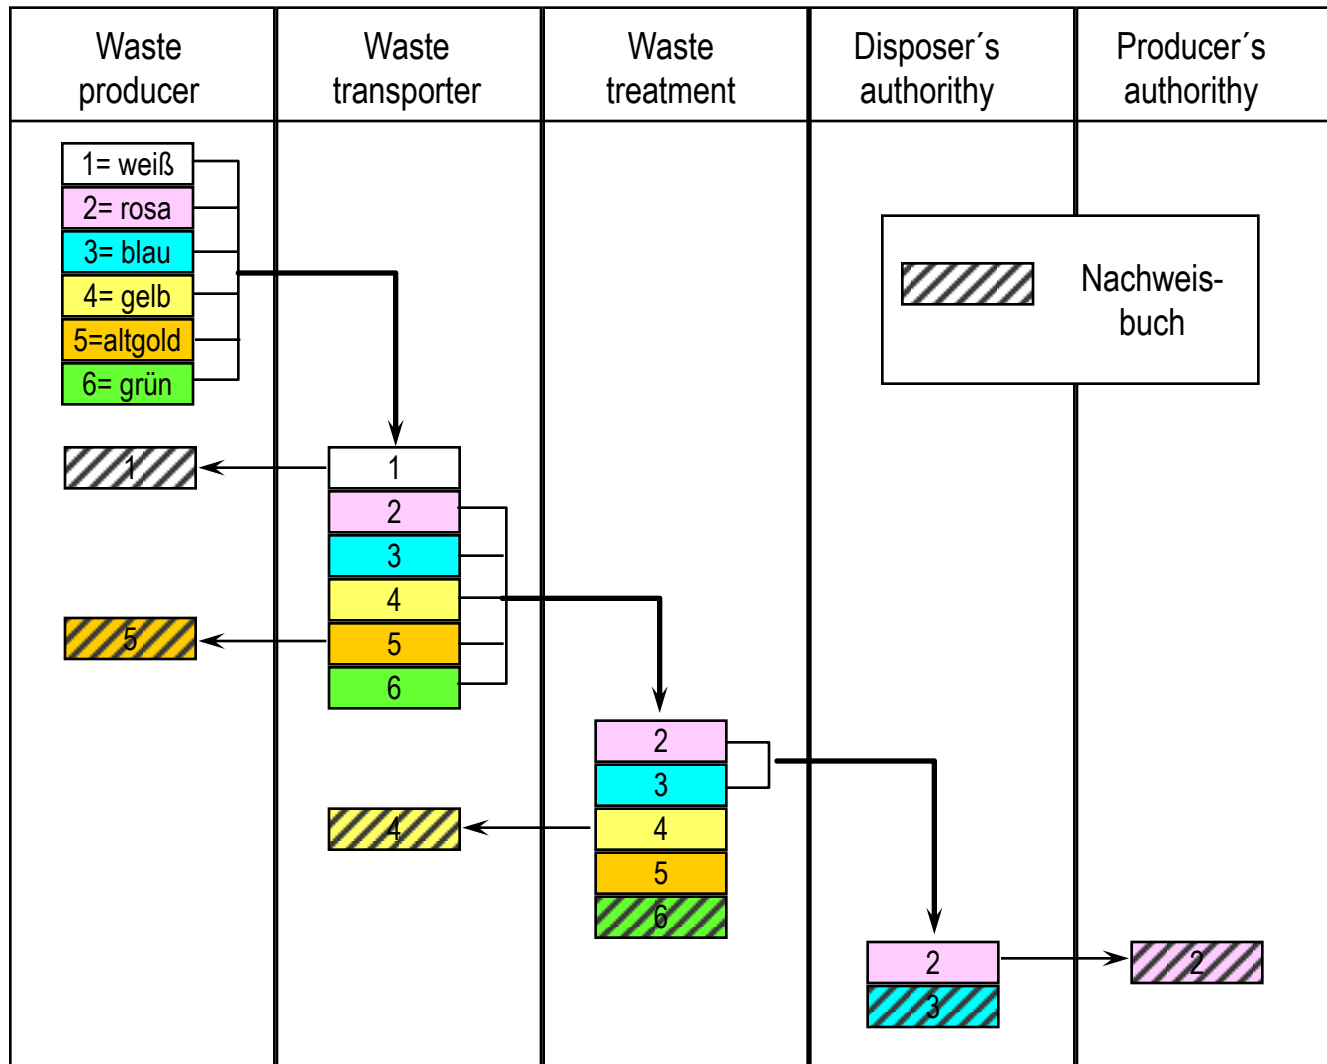 Waste
producer
Waste
transporter
Waste
treatment
Disposer´s
authorithy
Producer´s
authorithy
1= weiß
2= rosa
3= blau
4= gelb
5=altgold
6= grün
Nachweis-
buch
1
1
2
3
4
5
5
6
2
3
4
4
5
6
2
2
3